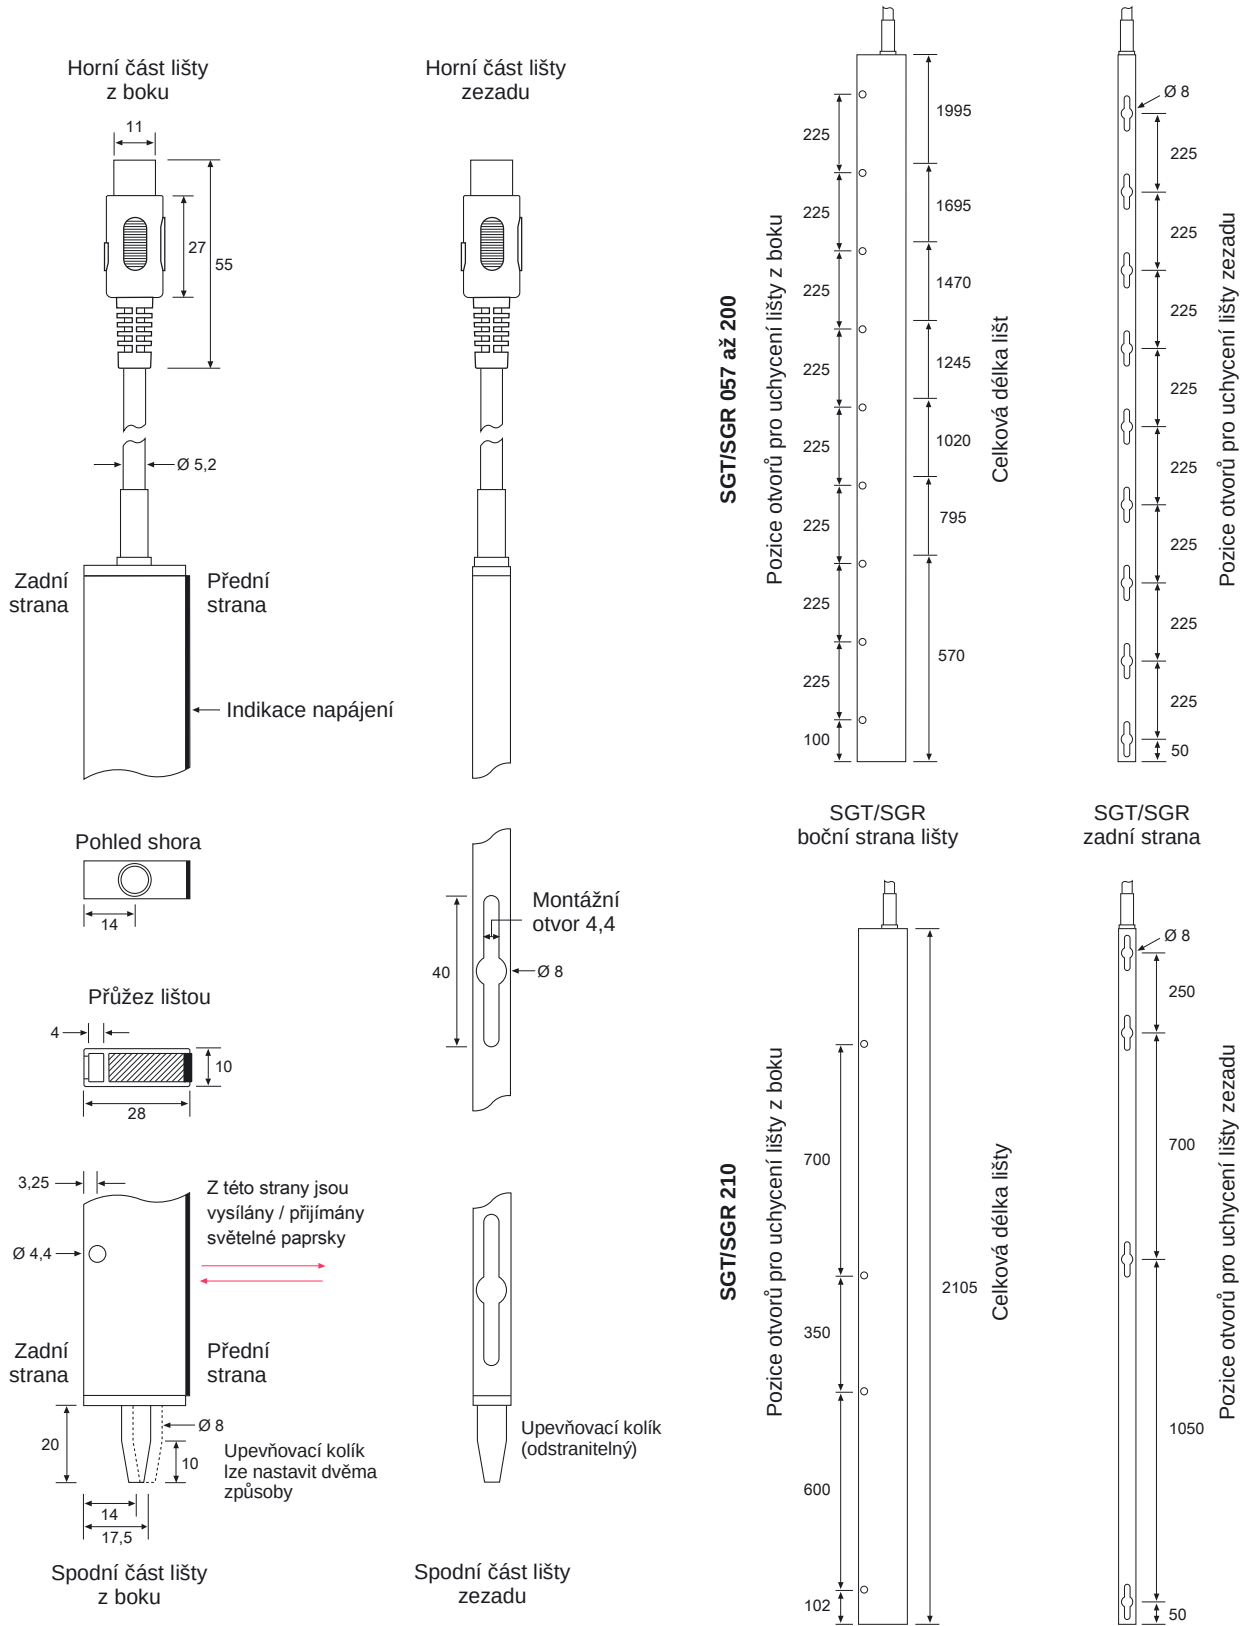 Horní část lišty
z boku
11
27
55
Ø 5,2
Zadní
strana
Přední
strana
Indikace napájení
Pohled shora
14
Přůžez lištou
4
10
28
3,25
Ø 4,4
Z této strany jsou
vysílány / přijímány
světelné paprsky
Zadní
strana
Přední
strana
Ø 8
20
10
Upevňovací kolík
lze nastavit dvěma
způsoby
14
17,5
Spodní část lišty
z boku
Horní část lišty
zezadu
Montážní
otvor 4,4
40
Ø 8
Upevňovací kolík
(odstranitelný)
Spodní část lišty
zezadu
SGT/SGR 057 až 200
Pozice otvorů pro uchycení lišty z boku
225
225
225
225
225
225
225
225
100
1995
1695
1470
1245
1020
795
570
Celková délka lišt
SGT/SGR
boční strana lišty
Ø 8
225
225
225
225
225
225
225
225
50
Pozice otvorů pro uchycení lišty zezadu
SGT/SGR
zadní strana
SGT/SGR 210
Pozice otvorů pro uchycení lišty z boku
700
350
600
102
2105
Celková délka lišty
Ø 8
250
700
1050
50
Pozice otvorů pro uchycení lišty zezadu